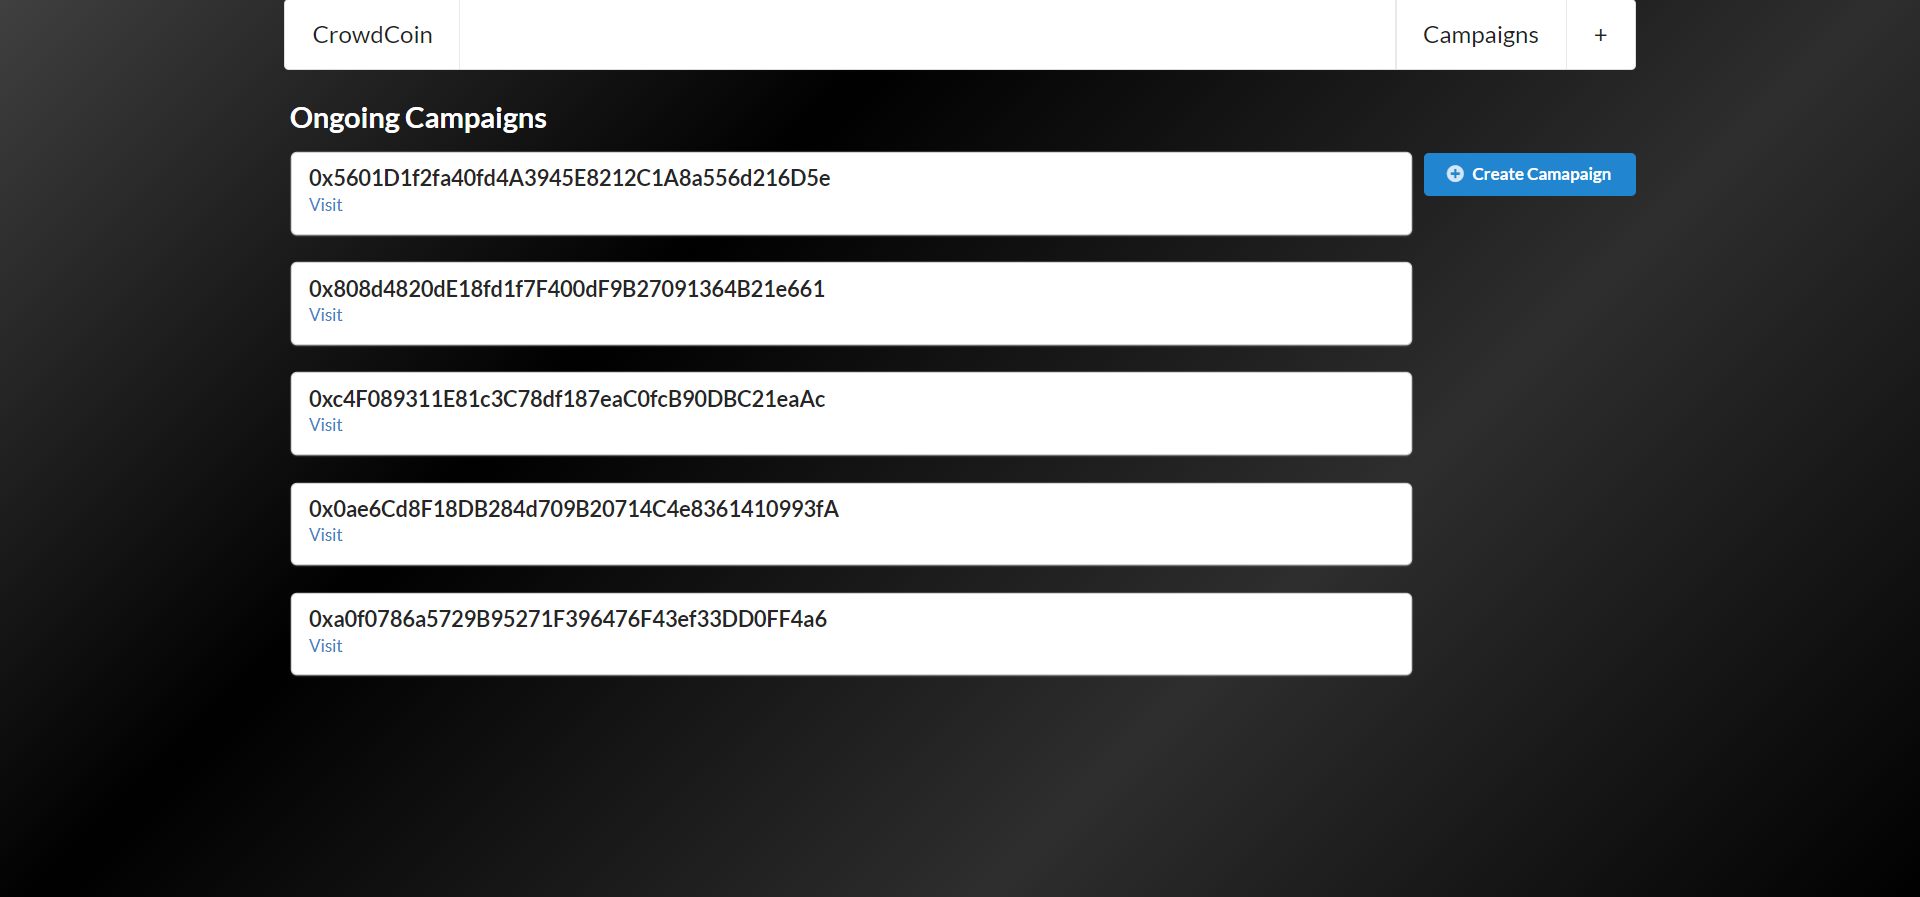 CrowdCoin
Campaigns
+
Ongoing Campaigns
0x5601D1f2fa40fd4A3945E8212C1A8a556d216D5e
Visit
Create Camapaign
0x808d4820dE18fd1f7F400dF9B27091364B21e661
Visit
0xc4F089311E81c3C78df187eaC0fcB90DBC21eaAc
Visit
0x0ae6Cd8F18DB284d709B20714C4e8361410993fA
Visit
0xa0f0786a5729B95271F396476F43ef33DD0FF4a6
Visit